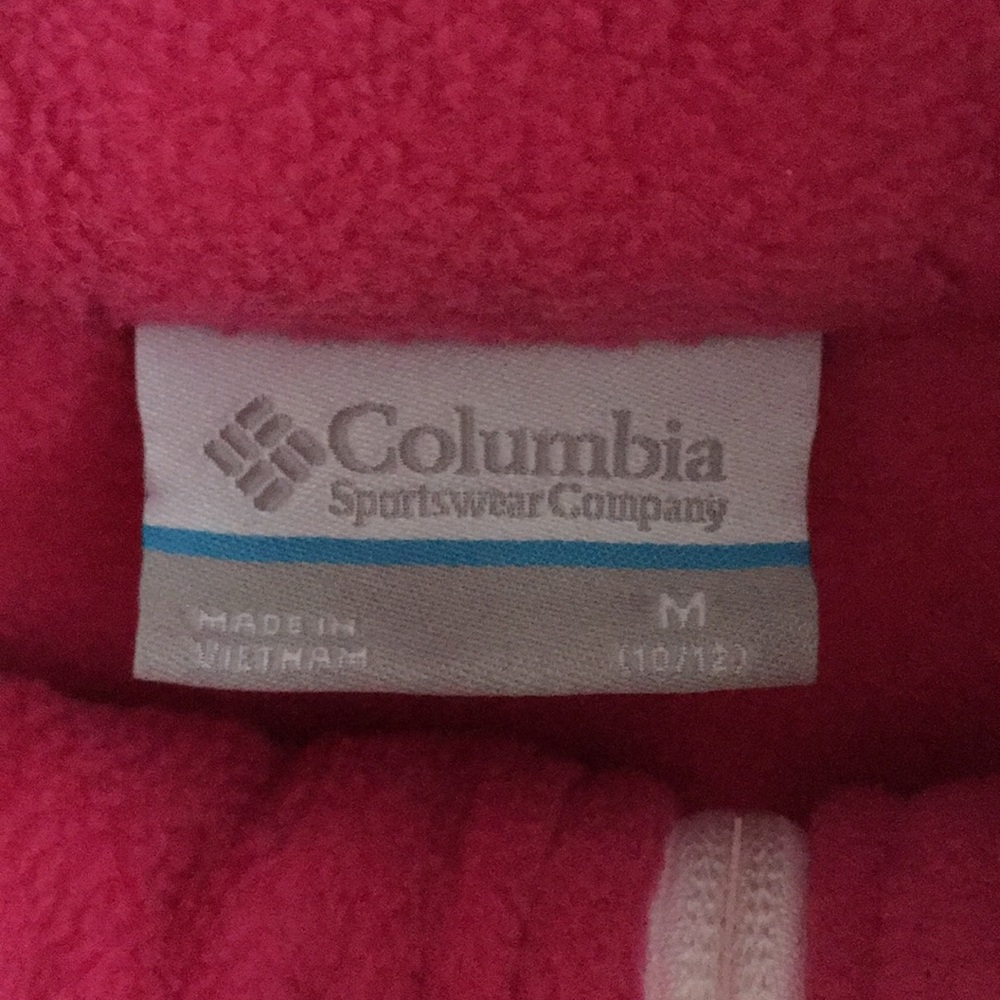 Columbia
Sportswear Company
MADE IN
VIETNAM
M
(10/12)